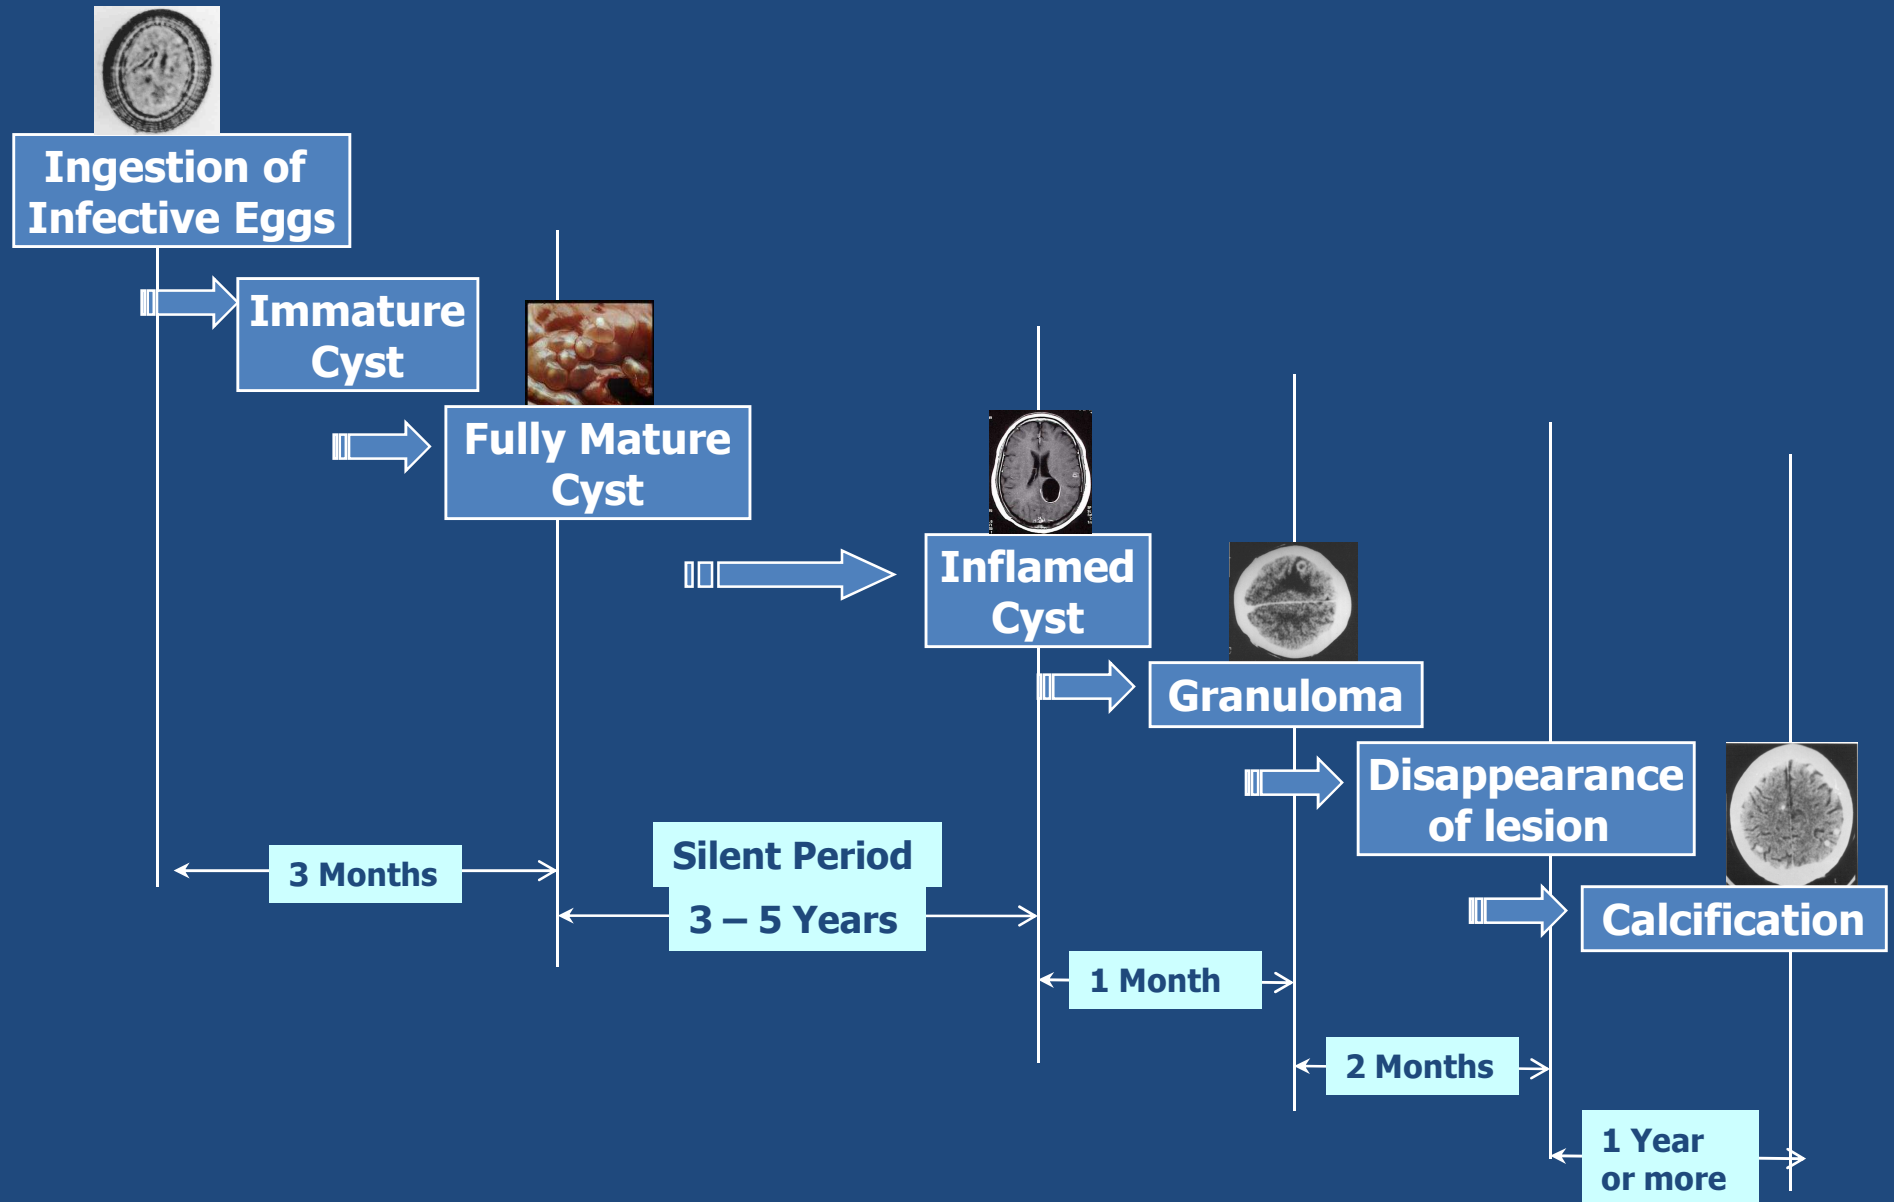 Ingestion of
Infective Eggs
Immature
Cyst
Fully Mature
Cyst
Inflamed
Cyst
Granuloma
Disappearance
of lesion
Calcification
3 Months
Silent Period
3 – 5 Years
1 Month
2 Months
1 Year
or more